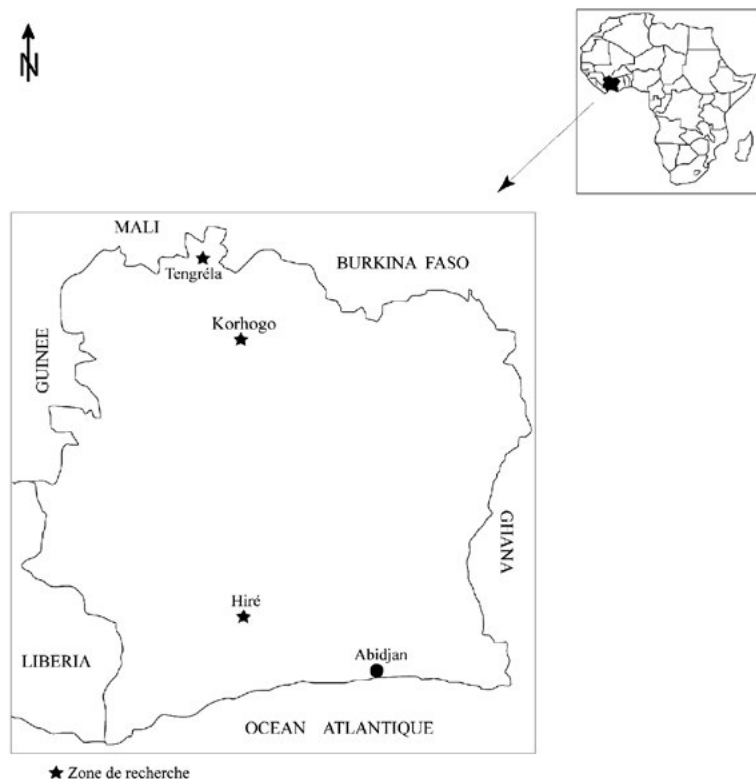 N
MALI
BURKINA FASO
Tengréla
Korhogo
GUINEE
GHANA
Hiré
Abidjan
LIBERIA
OCEAN ATLANTIQUE
★ Zone de recherche